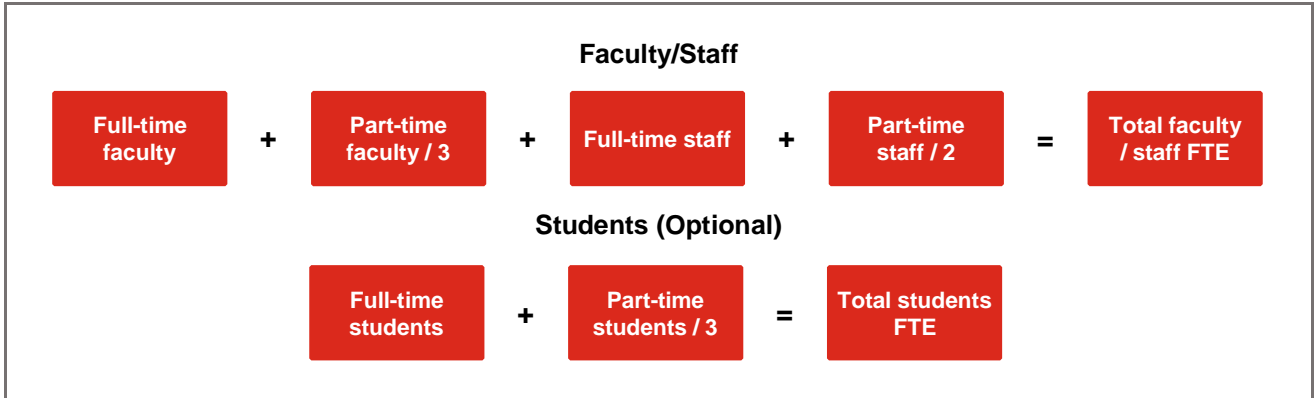 Faculty/Staff
Full-time
faculty
+
Part-time
faculty / 3
+
Full-time staff
+
Part-time
staff / 2
=
Total faculty
/ staff FTE
Students (Optional)
Full-time
students
+
Part-time
students / 3
=
Total students
FTE